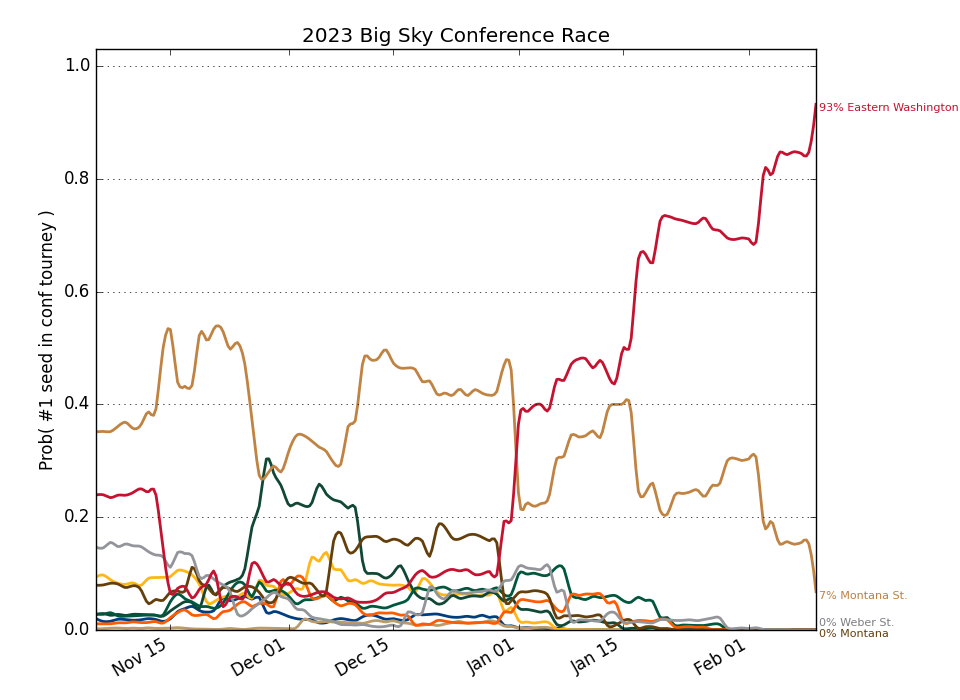 2023 Big Sky Conference Race
Prob( #1 seed in conf tourney )
1.0
0.8
0.6
0.4
0.2
0.0
93% Eastern Washington
7% Montana St.
0% Weber St.
0% Montana
Nov 15
Dec 01
Dec 15
Jan 01
Jan 15
Feb 01